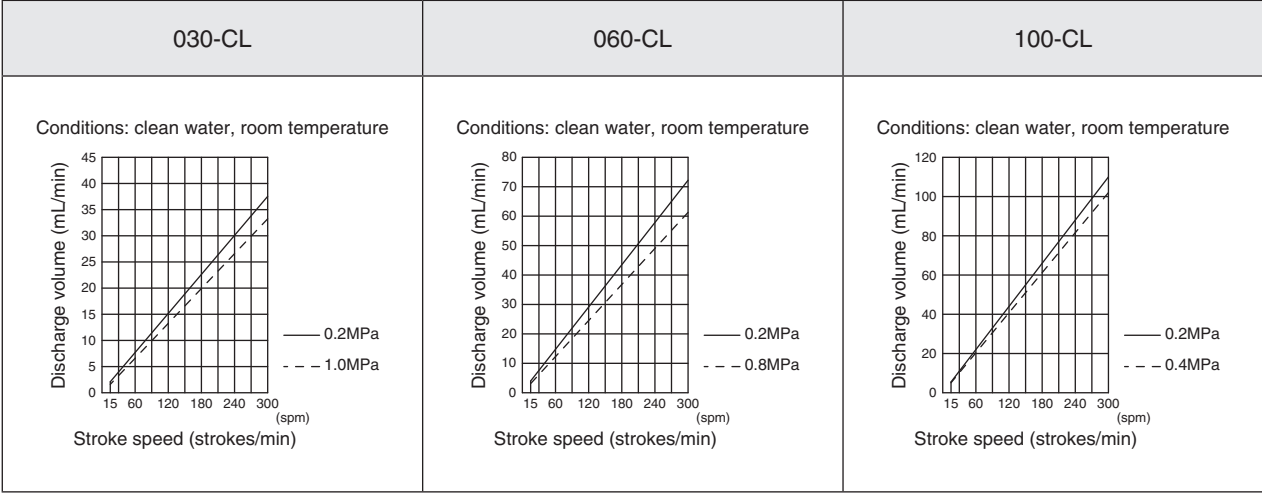 030-CL
060-CL
100-CL
Conditions: clean water, room temperature
Discharge volume (mL/min)
45
40
35
30
25
20
15
10
5
0
15 60 120 180 240 300
(spm)
Stroke speed (strokes/min)
0.2MPa
1.0MPa
Conditions: clean water, room temperature
Discharge volume (mL/min)
80
70
60
50
40
30
20
10
0
15 60 120 180 240 300
(spm)
Stroke speed (strokes/min)
0.2MPa
0.8MPa
Conditions: clean water, room temperature
Discharge volume (mL/min)
120
100
80
60
40
20
0
15 60 120 180 240 300
(spm)
Stroke speed (strokes/min)
0.2MPa
0.4MPa